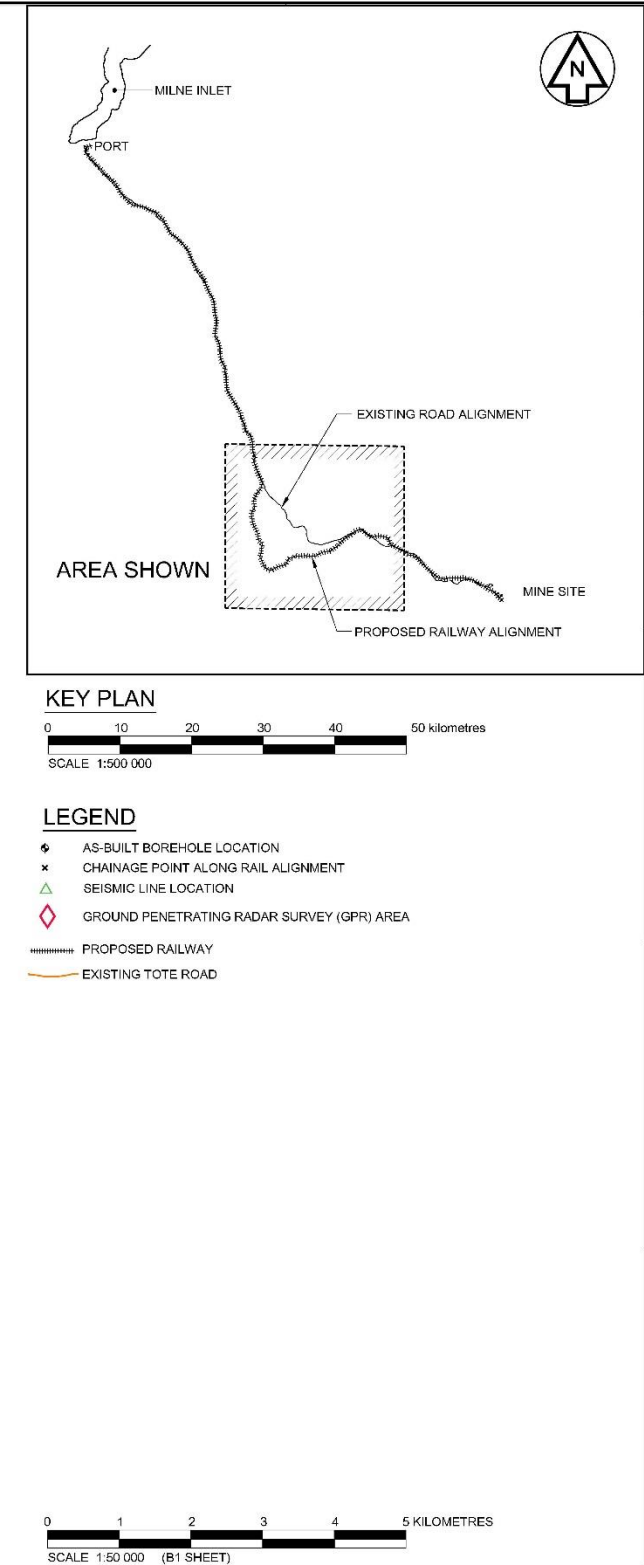 N
MILNE INLET
PORT
EXISTING ROAD ALIGNMENT
AREA SHOWN
MINE SITE
PROPOSED RAILWAY ALIGNMENT
KEY PLAN
0 10 20 30 40 50 kilometres
SCALE 1:500 000
LEGEND
AS-BUILT BOREHOLE LOCATION
CHAINAGE POINT ALONG RAIL ALIGNMENT
SEISMIC LINE LOCATION
GROUND PENETRATING RADAR SURVEY (GPR) AREA
PROPOSED RAILWAY
EXISTING TOTE ROAD
0 1 2 3 4 5 KILOMETRES
SCALE 1:50 000 (B1 SHEET)